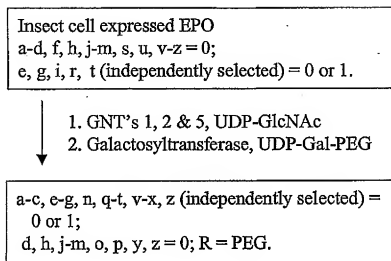 Insect cell expressed EPO
a-d, f, h, j-m, s, u, v-z = 0;
e, g, i, r, t (independently selected) = 0 or 1.
1. GNT's 1, 2 & 5, UDP-GlcNAc
2. Galactosyltransferase, UDP-Gal-PEG
a-c, e-g, n, q-t, v-x, z (independently selected) =
0 or 1;
d, h, j-m, o, p, y, z = 0; R = PEG.